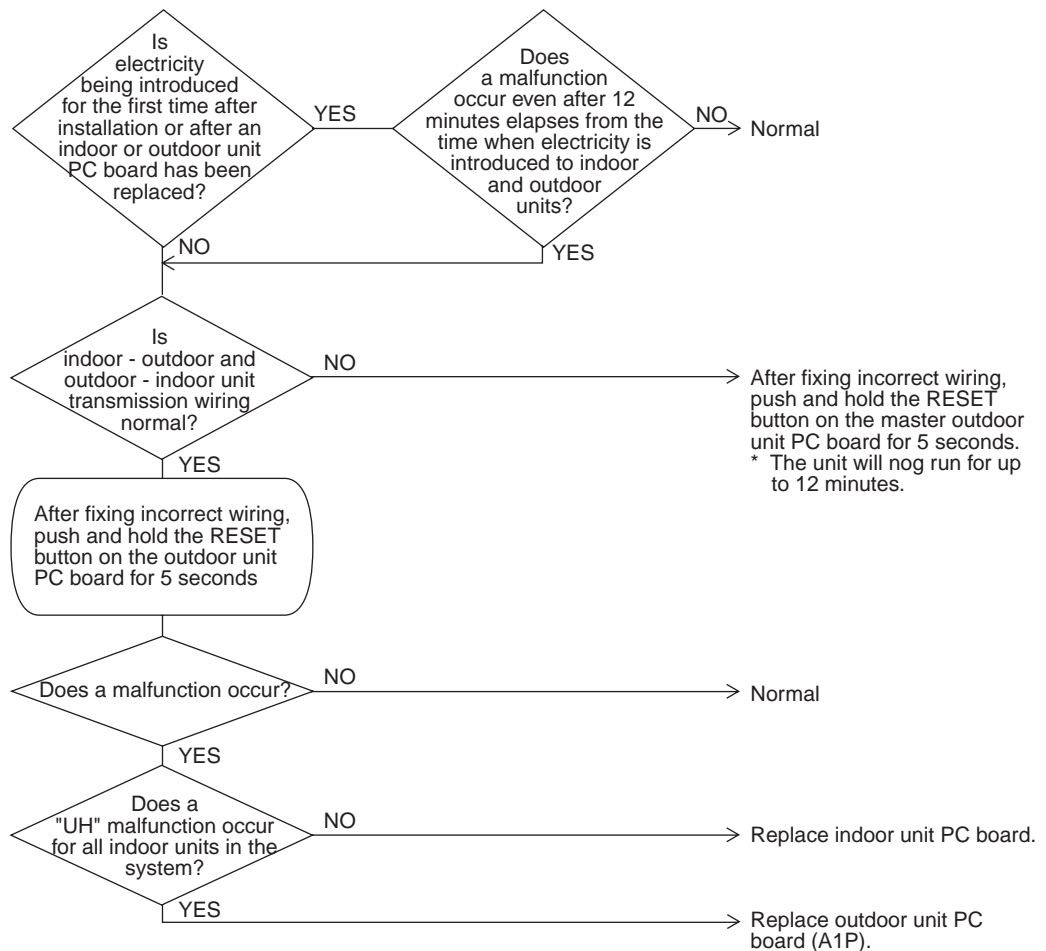 Is
electricity
being introduced
for the first time after
installation or after an
indoor or outdoor unit
PC board has been
replaced?
YES
Does
a malfunction
occur even after 12
minutes elapses from the
time when electricity is
introduced to indoor
and outdoor
units?
NO
Normal
NO
YES
Is
indoor - outdoor and
outdoor - indoor unit
transmission wiring
normal?
NO
After fixing incorrect wiring,
push and hold the RESET
button on the master outdoor
unit PC board for 5 seconds.
* The unit will nog run for up
to 12 minutes.
YES
After fixing incorrect wiring,
push and hold the RESET
button on the outdoor unit
PC board for 5 seconds
Does a malfunction occur?
NO
Normal
YES
Does a
"UH" malfunction occur
for all indoor units in the
system?
NO
Replace indoor unit PC board.
YES
Replace outdoor unit PC
board (A1P).